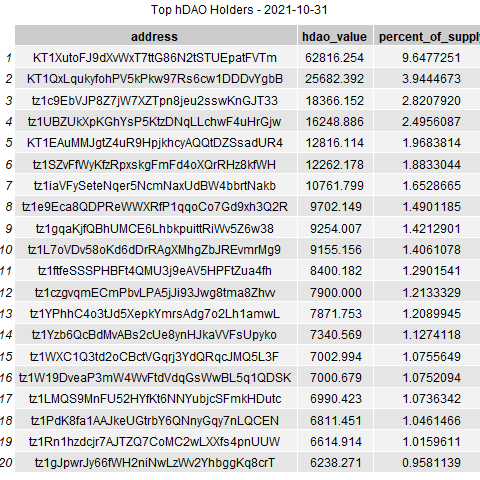 Top hDAO Holders - 2021-10-31
address hdao_value percent_of_supply
1 KT1XutoFJ9dXvWxT7ttG86N2tSTUEpatFVTm 62816.254 9.6477251
2 KT1QxLqukyfohPV5kPkw97Rs6cw1DDDvYgbB 25682.392 3.9444673
3 tz1c9EbVJP8Z7jW7XZTpn8jeu2sswKnGJT33 18366.152 2.8207920
4 tz1UBZUkXpKGhYsP5KtzDNqLLchwF4uHrGjw 16248.886 2.4956087
5 KT1EAuMMJgtZ4uR9HpjkhcyAQQtDZSsadUR4 12816.114 1.9683814
6 tz1SZvFfWyKfzRpxskgFmFd4oXQrRHz8kfWH 12262.178 1.8833044
7 tz1iaVFySeteNqer5NcmNaxUdBW4bbrtNakb 10761.799 1.6528665
8 tz1e9Eca8QDPReWWXRfP1qqoCo7Gd9xh3Q2R 9702.149 1.4901185
9 tz1gqaKjfQBhUMCE6LhbkpuittRiWv5Z6w38 9254.007 1.4212901
10 tz1L7oVDv58oKd6dDrRAgXMhgZbJREvmrMg9 9155.156 1.4061078
11 tz1ftfeSSSPHBFt4QMU3j9eAV5HPFtZua4fh 8400.182 1.2901541
12 tz1czgvqmECmPbvLPA5jJi93Jwg8tma8Zhvv 7900.000 1.2133329
13 tz1YPhhC4o3tJd5XepkYmrsAdg7o2Lh1amwL 7871.753 1.2089945
14 tz1Yzb6QcBdMvABs2cUe8ynHJkaVVFsUpyko 7340.569 1.1274118
15 tz1WXC1Q3td2oCBctVGqrj3YdQRqcJMQ5L3F 7002.994 1.0755649
16 tz1W19DveaP3mW4WvFtdVdqGsWwBL5q1QDSK 7000.679 1.0752094
17 tz1LMQS9MnFU52HYfKt6NNYubjcSFmkHDutc 6990.423 1.0736342
18 tz1PdK8fa1AAJkeUGtrbY6QNnyGqy7nLQCEN 6811.451 1.0461466
19 tz1Rn1hzdcjr7AJTZQ7CoMC2wLXXfs4pnUUW 6614.914 1.0159611
20 tz1gJpwrJy66fWH2niNwLzWv2YhbggKq8crT 6238.271 0.9581139